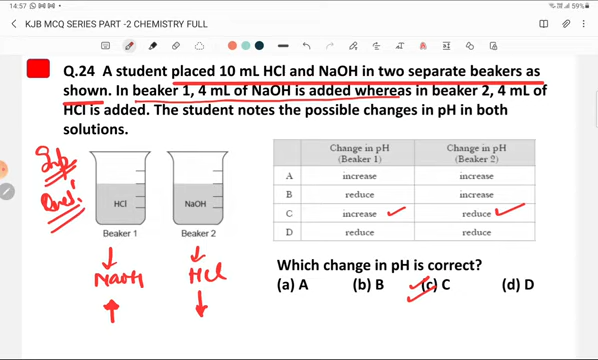 14:57
59%
KJB MCQ SERIES PART -2 CHEMISTRY FULL
Q.24 A student placed 10 mL HCl and NaOH in two separate beakers as
shown. In beaker 1, 4 mL of NaOH is added whereas in beaker 2, 4 mL of
HCl is added. The student notes the possible changes in pH in both
solutions.
Imp
Quest!
HCl
NaOH
Beaker 1
Beaker 2
NaOH
HCl
Change in pH (Beaker 1) Change in pH (Beaker 2)
A increase increase
B reduce increase
C increase reduce
D reduce reduce
Which change in pH is correct?
(a) A (b) B (c) C (d) D